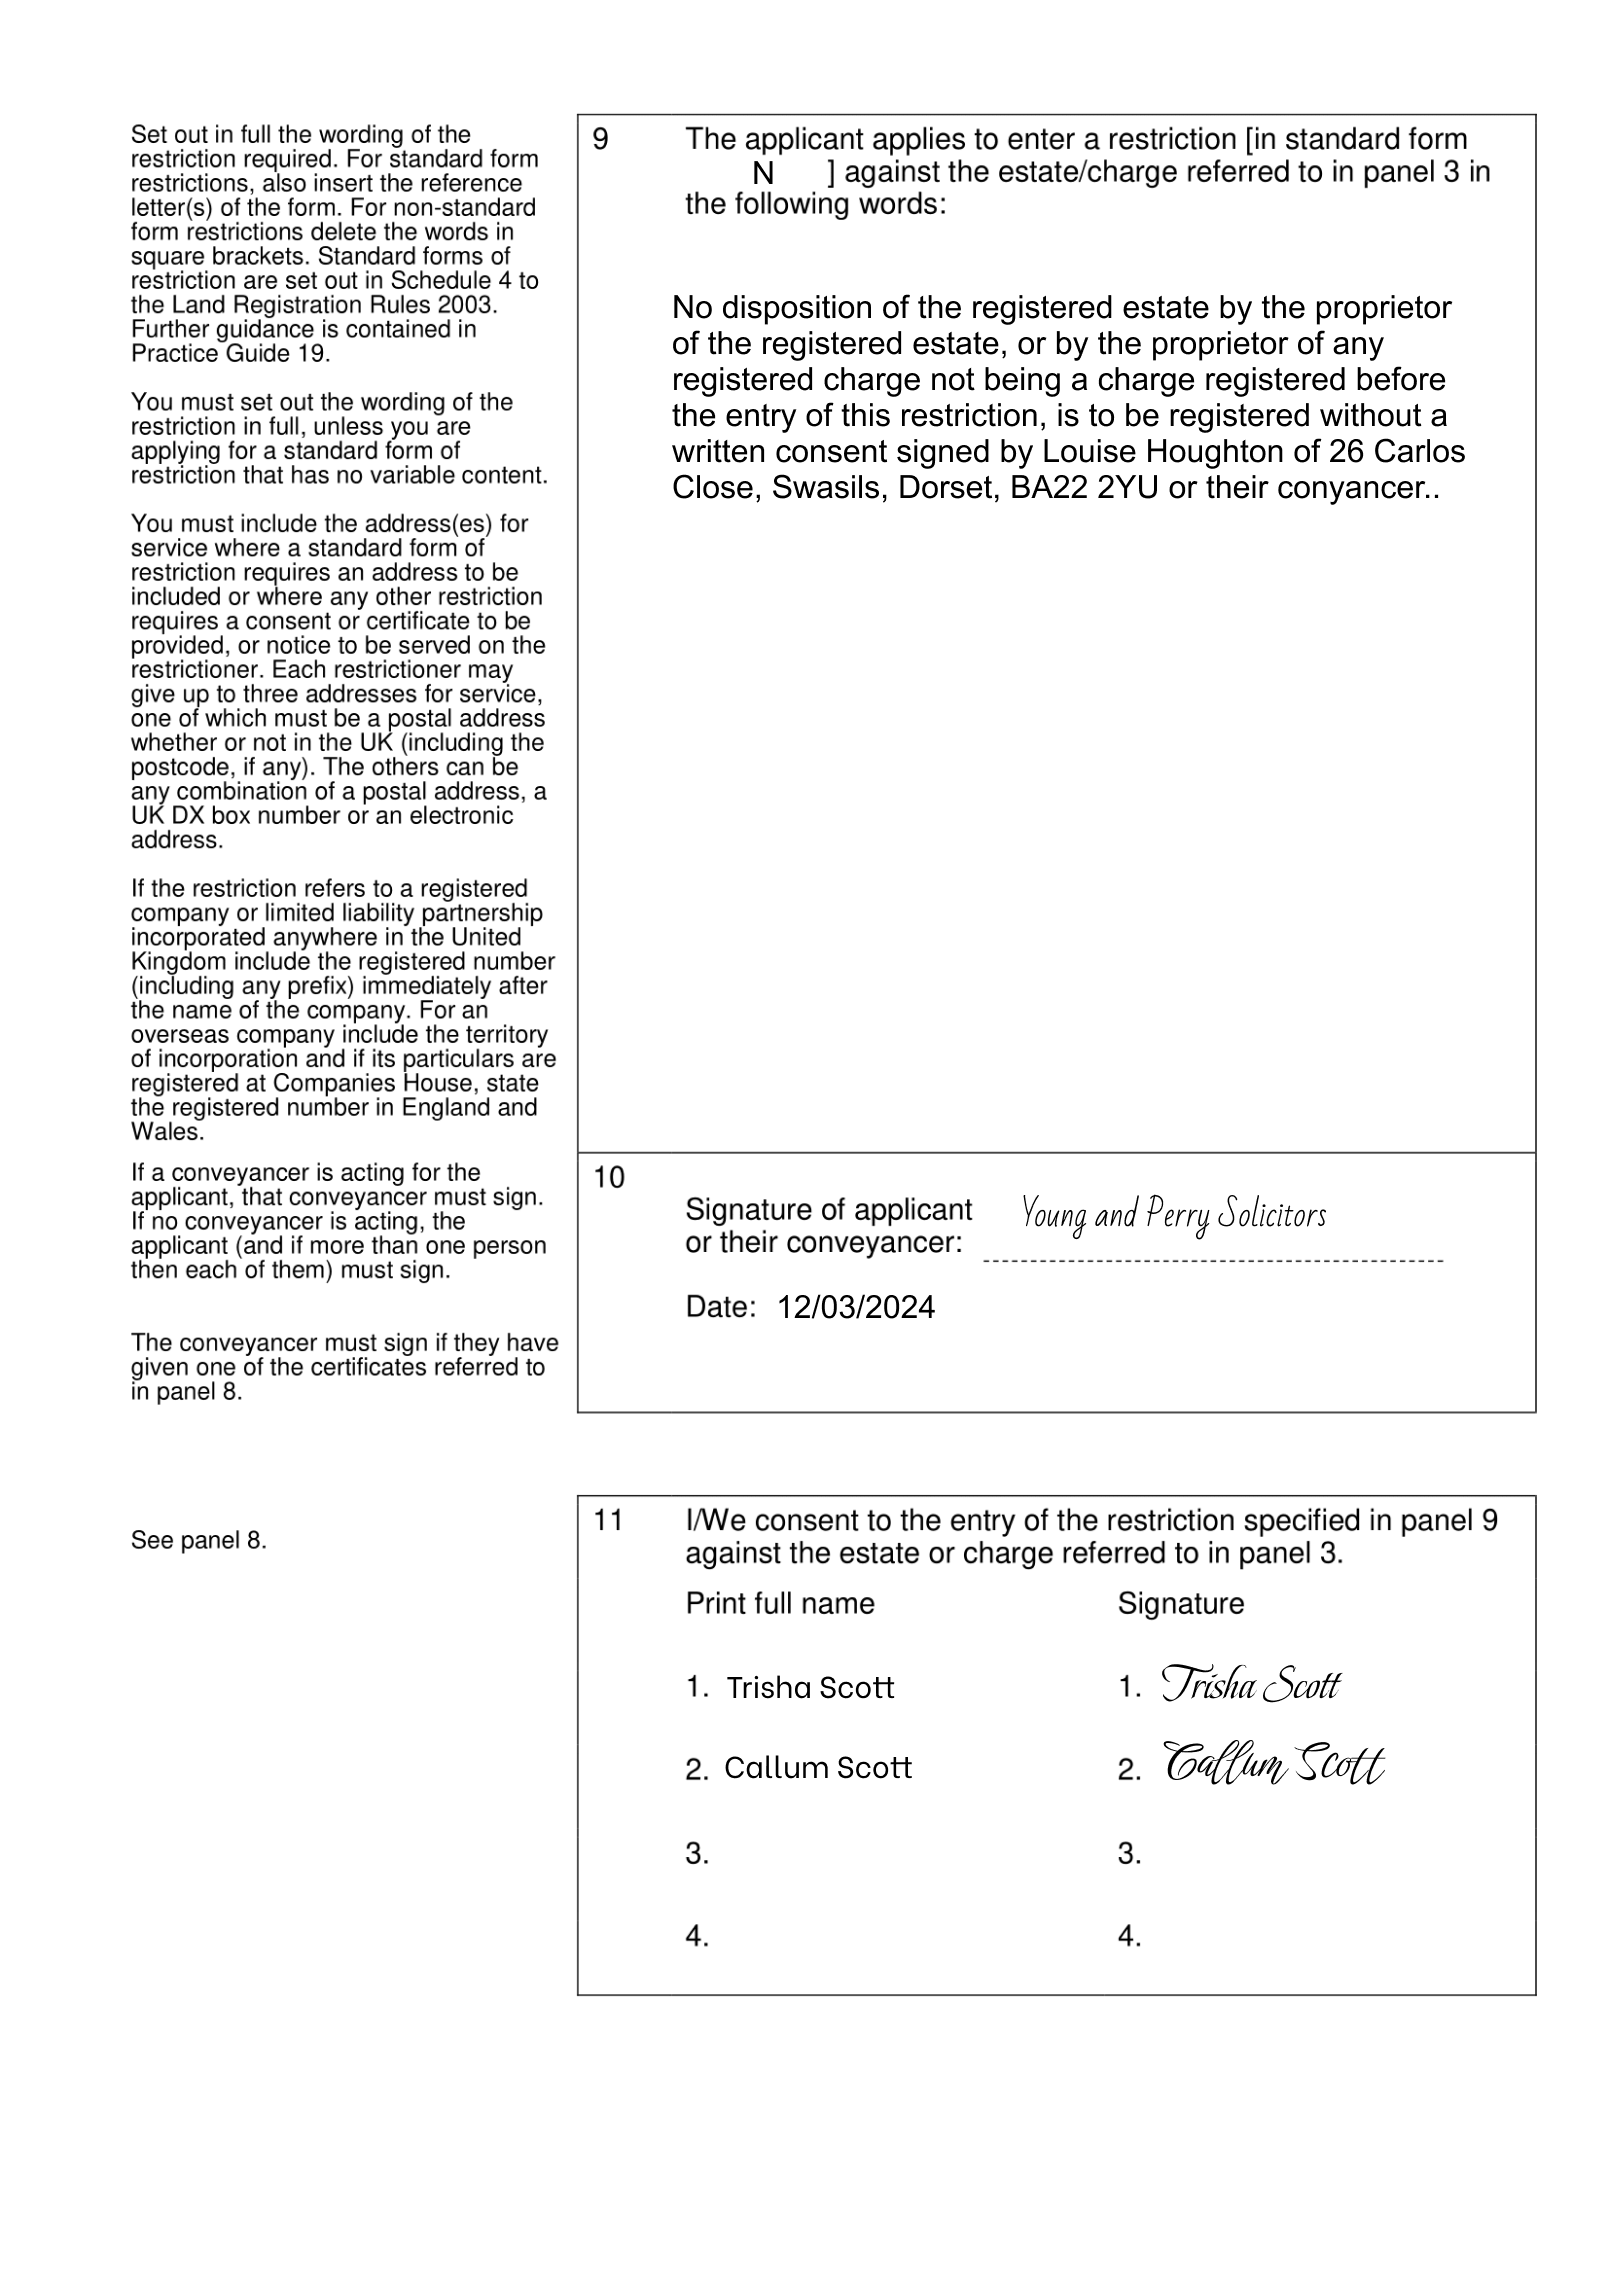 Set out in full the wording of the
restriction required. For standard form
restrictions, also insert the reference
letter(s) of the form. For non-standard
form restrictions delete the words in
square brackets. Standard forms of
restriction are set out in Schedule 4 to
the Land Registration Rules 2003.
Further guidance is contained in
Practice Guide 19.
You must set out the wording of the
restriction in full, unless you are
applying for a standard form of
restriction that has no variable content.
You must include the address(es) for
service where a standard form of
restriction requires an address to be
included or where any other restriction
requires a consent or certificate to be
provided, or notice to be served on the
restrictioner. Each restrictioner may
give up to three addresses for service,
one of which must be a postal address
whether or not in the UK (including the
postcode, if any). The others can be
any combination of a postal address, a
UK DX box number or an electronic
address.
If the restriction refers to a registered
company or limited liability partnership
incorporated anywhere in the United
Kingdom include the registered number
(including any prefix) immediately after
the name of the company. For an
overseas company include the territory
of incorporation and if its particulars are
registered at Companies House, state
the registered number in England and
Wales.
9 The applicant applies to enter a restriction [in standard form
N ] against the estate/charge referred to in panel 3 in
the following words:
No disposition of the registered estate by the proprietor
of the registered estate, or by the proprietor of any
registered charge not being a charge registered before
the entry of this restriction, is to be registered without a
written consent signed by Louise Houghton of 26 Carlos
Close, Swasils, Dorset, BA22 2YU or their conyancer..
If a conveyancer is acting for the
applicant, that conveyancer must sign.
If no conveyancer is acting, the
applicant (and if more than one person
then each of them) must sign.
The conveyancer must sign if they have
given one of the certificates referred to
in panel 8.
10
Signature of applicant
or their conveyancer: Young and Perry Solicitors
Date: 12/03/2024
See panel 8.
11 I/We consent to the entry of the restriction specified in panel 9
against the estate or charge referred to in panel 3.
Print full name Signature
1. Trisha Scott 1. Trisha Scott
2. Callum Scott 2. Callum Scott
3. 3.
4. 4.